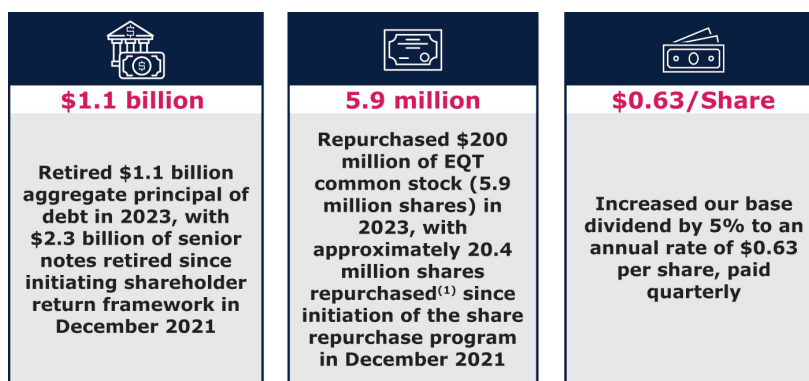 $1.1 billion
Retired $1.1 billion
aggregate principal of
debt in 2023, with
$2.3 billion of senior
notes retired since
initiating shareholder
return framework in
December 2021
5.9 million
Repurchased $200
million of EQT
common stock (5.9
million shares) in
2023, with
approximately 20.4
million shares
repurchased(1) since
initiation of the share
repurchase program
in December 2021
$0.63/Share
Increased our base
dividend by 5% to an
annual rate of $0.63
per share, paid
quarterly